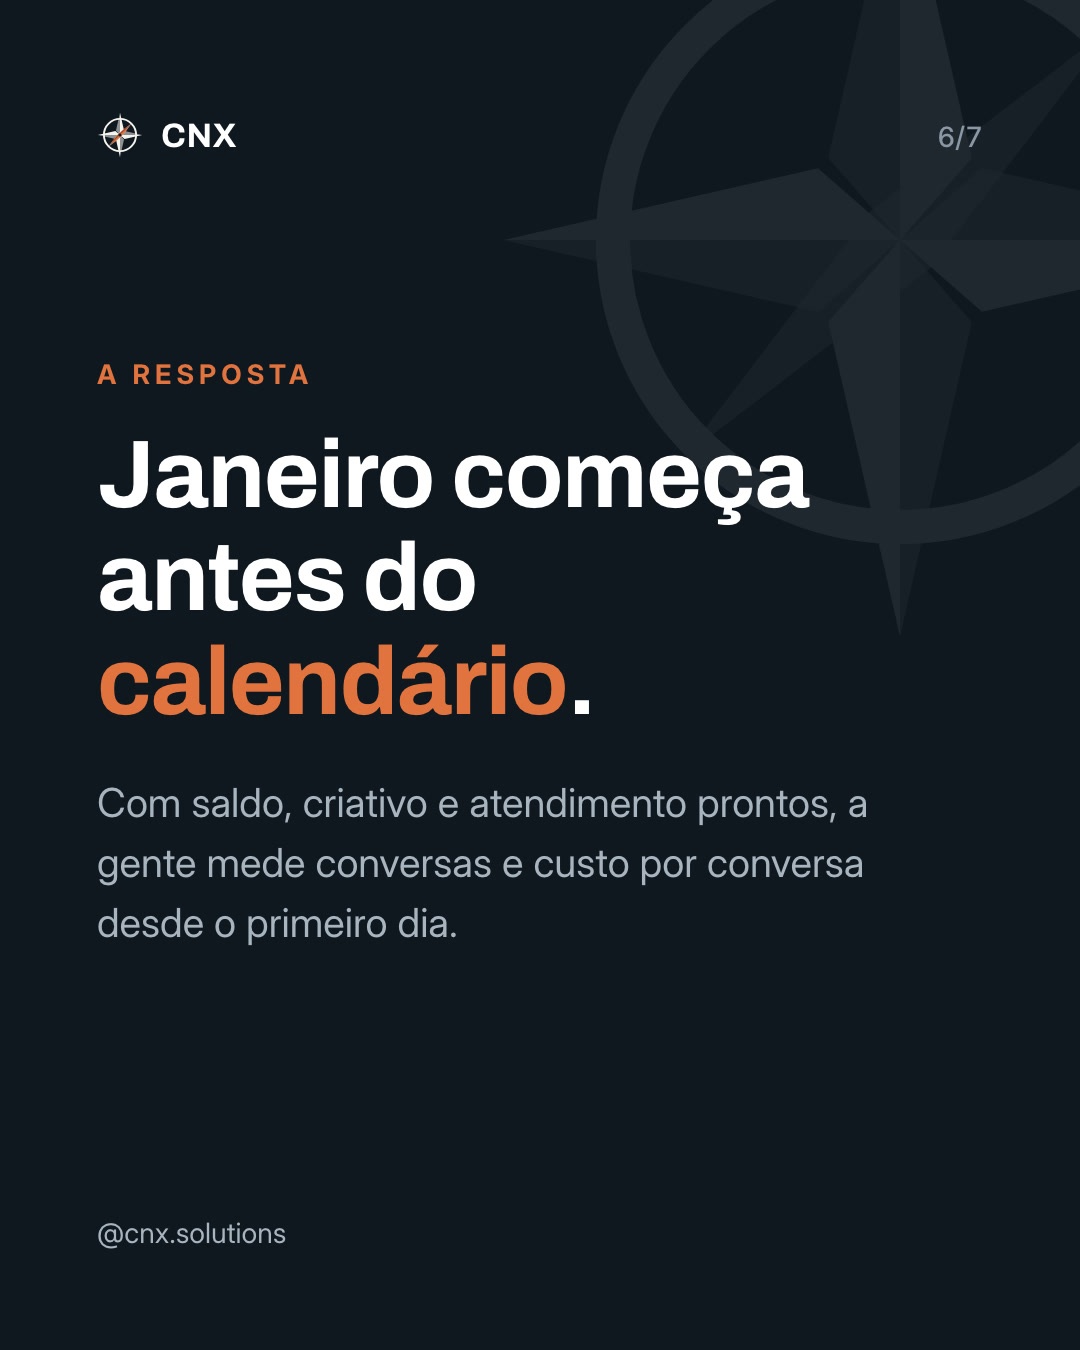 CNX
6/7
A RESPOSTA
Janeiro começa
antes do
calendário.
Com saldo, criativo e atendimento prontos, a
gente mede conversas e custo por conversa
desde o primeiro dia.
@cnx.solutions